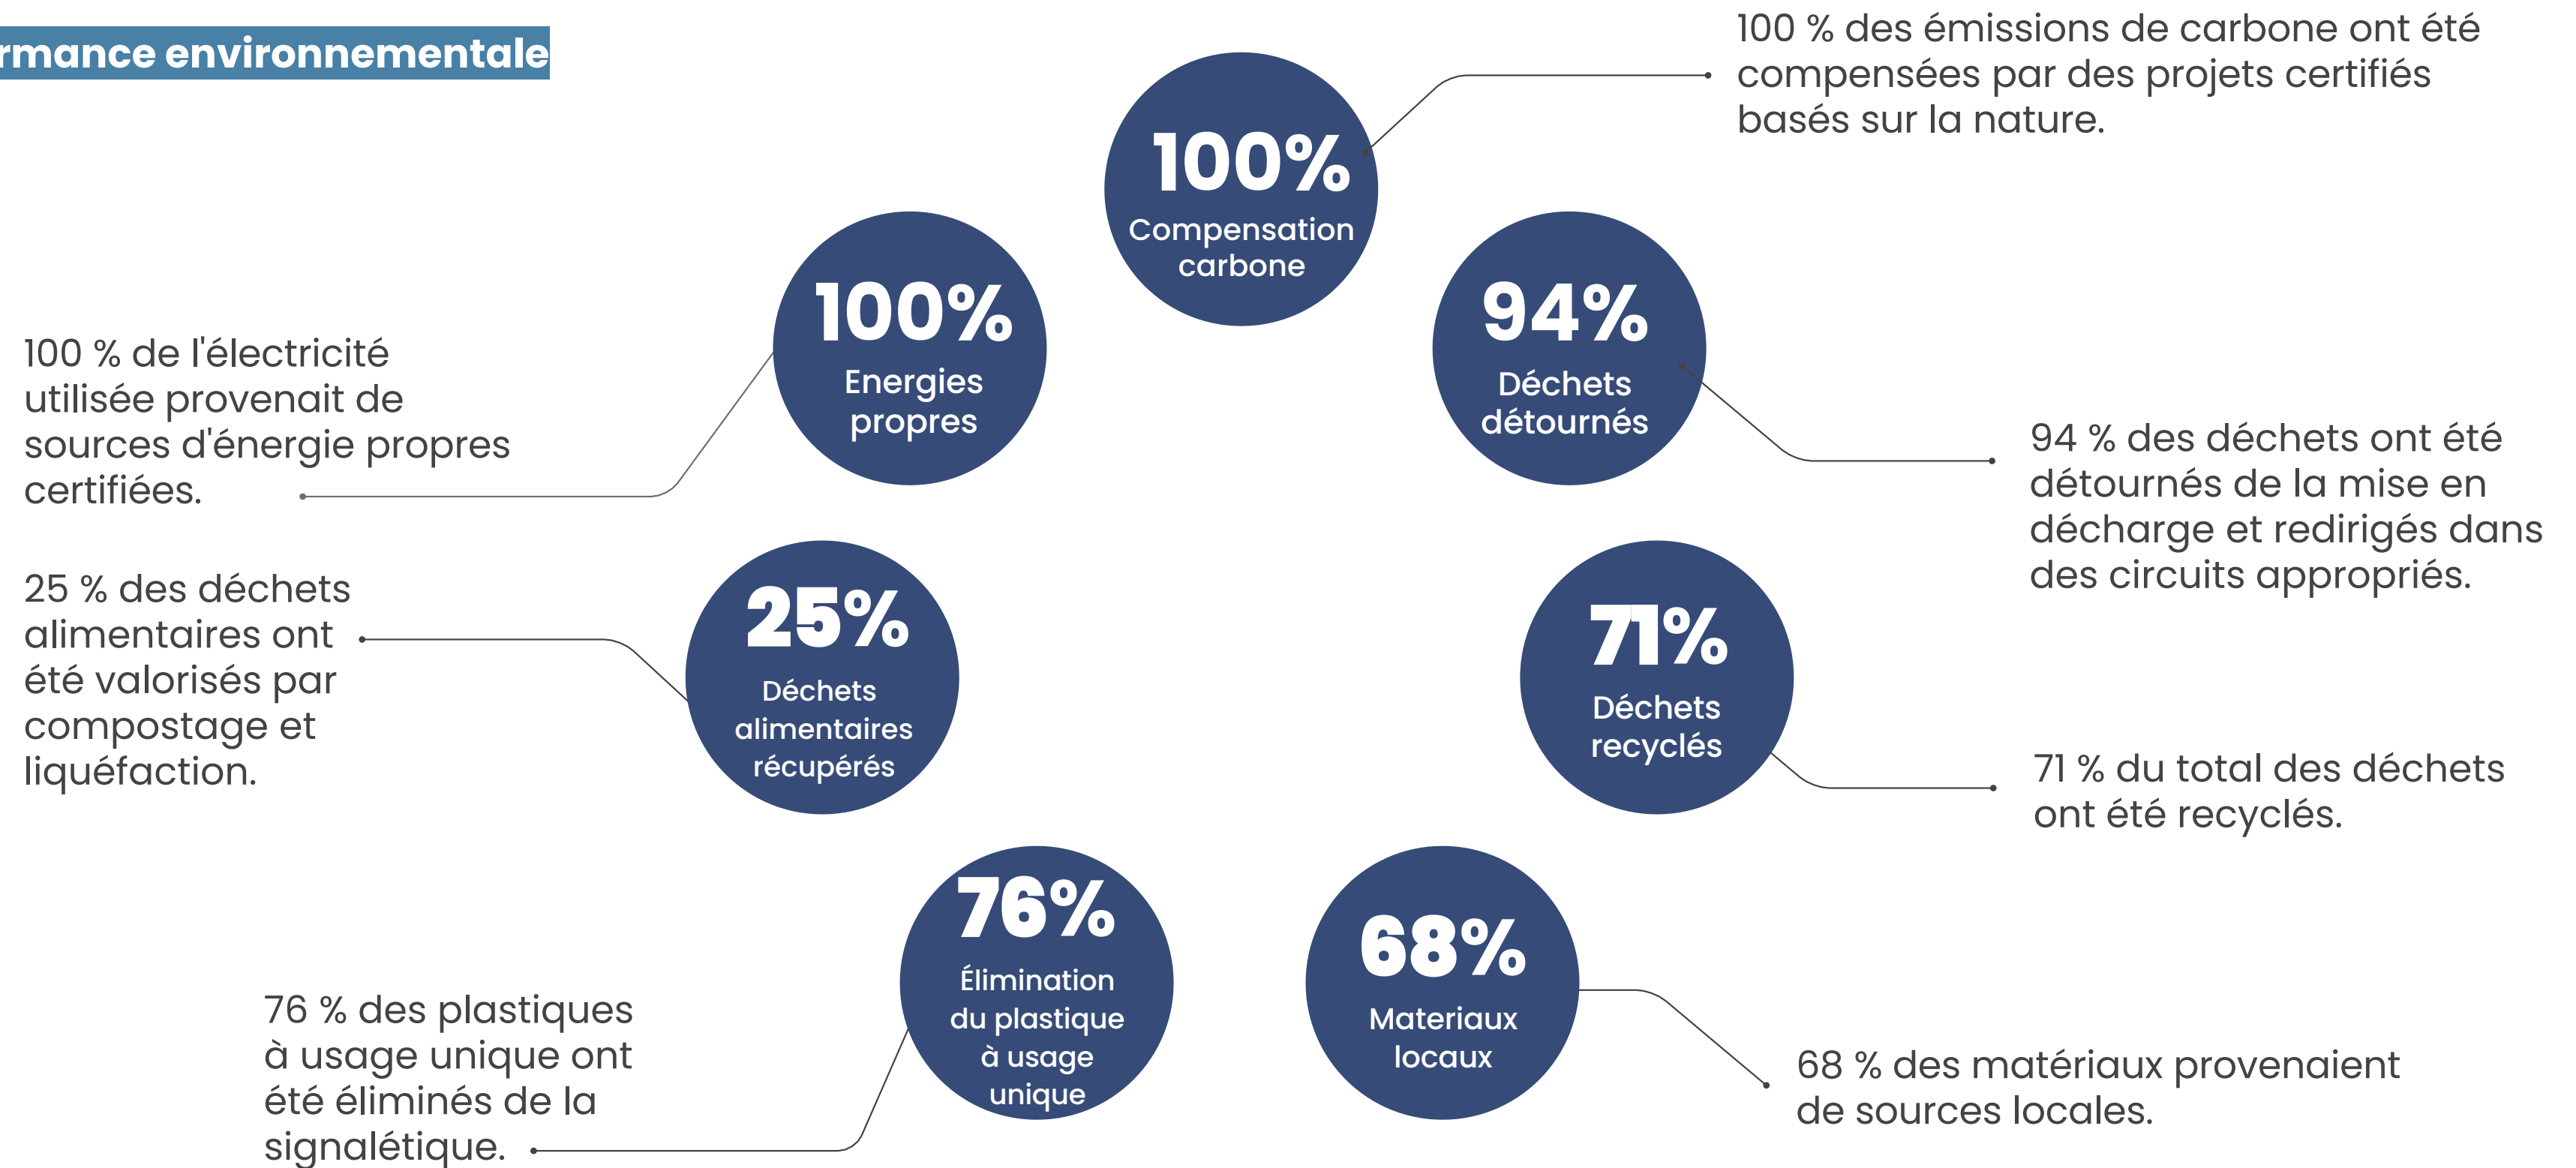 rmance environnementale
100 % des émissions de carbone ont été
compensées par des projets certifiés
basés sur la nature.
100%
Compensation
carbone
100%
Energies
propres
94%
Déchets
détournés
100 % de l'électricité
utilisée provenait de
sources d'énergie propres
certifiées.
94 % des déchets ont été
détournés de la mise en
décharge et redirigés dans
des circuits appropriés.
25 % des déchets
alimentaires ont
été valorisés par
compostage et
liquéfaction.
25%
Déchets
alimentaires
récupérés
71%
Déchets
recyclés
71 % du total des déchets
ont été recyclés.
76%
Élimination
du plastique
à usage
unique
68%
Materiaux
locaux
76 % des plastiques
à usage unique ont
été éliminés de la
signalétique.
68 % des matériaux provenaient
de sources locales.